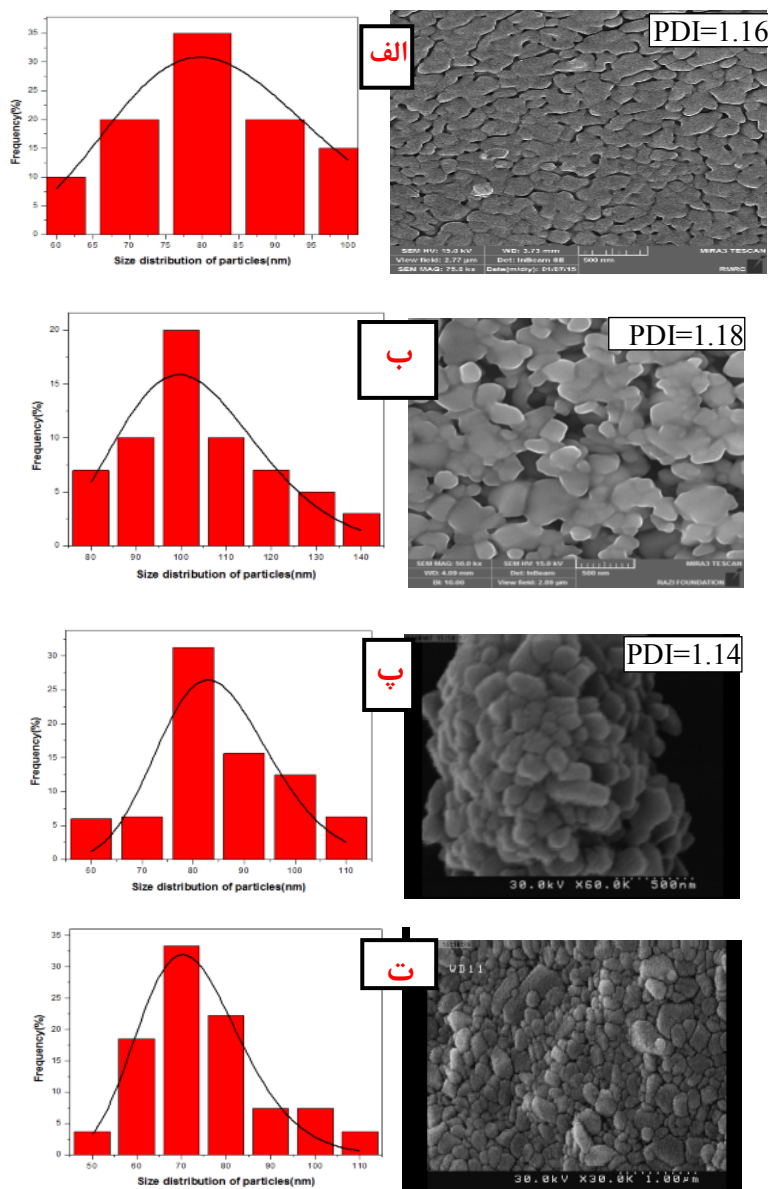 الف
PDI=1.16
Frequency(%)
35
30
25
20
15
10
5
0
60 65 70 75 80 85 90 95 100
Size distribution of particles(nm)
SEM HV: 15.0 kV WD: 3.73 mm MIRA3 TESCAN
View field: 2.77 µm Det: InBeam 500 nm
SEM MAG: 75.0 kx Date(m/d/y): 01/07/15 RMRC
ب
PDI=1.18
Frequency(%)
20
15
10
5
0
80 90 100 110 120 130 140
Size distribution of particles(nm)
SEM MAG: 50.0 kx SEM HV: 15.0 kV MIRA3 TESCAN
WD: 4.09 mm Det: InBeam 500 nm
BI: 10.00 View field: 2.89 µm RAZI FOUNDATION
پ
PDI=1.14
Frequency(%)
30
25
20
15
10
5
0
60 70 80 90 100 110
Size distribution of particles(nm)
30.0kV X60.0K 500nm
ت
Frequency(%)
35
30
25
20
15
10
5
0
50 60 70 80 90 100 110
Size distribution of particles(nm)
WD11
30.0kV X30.0K 1.00µm